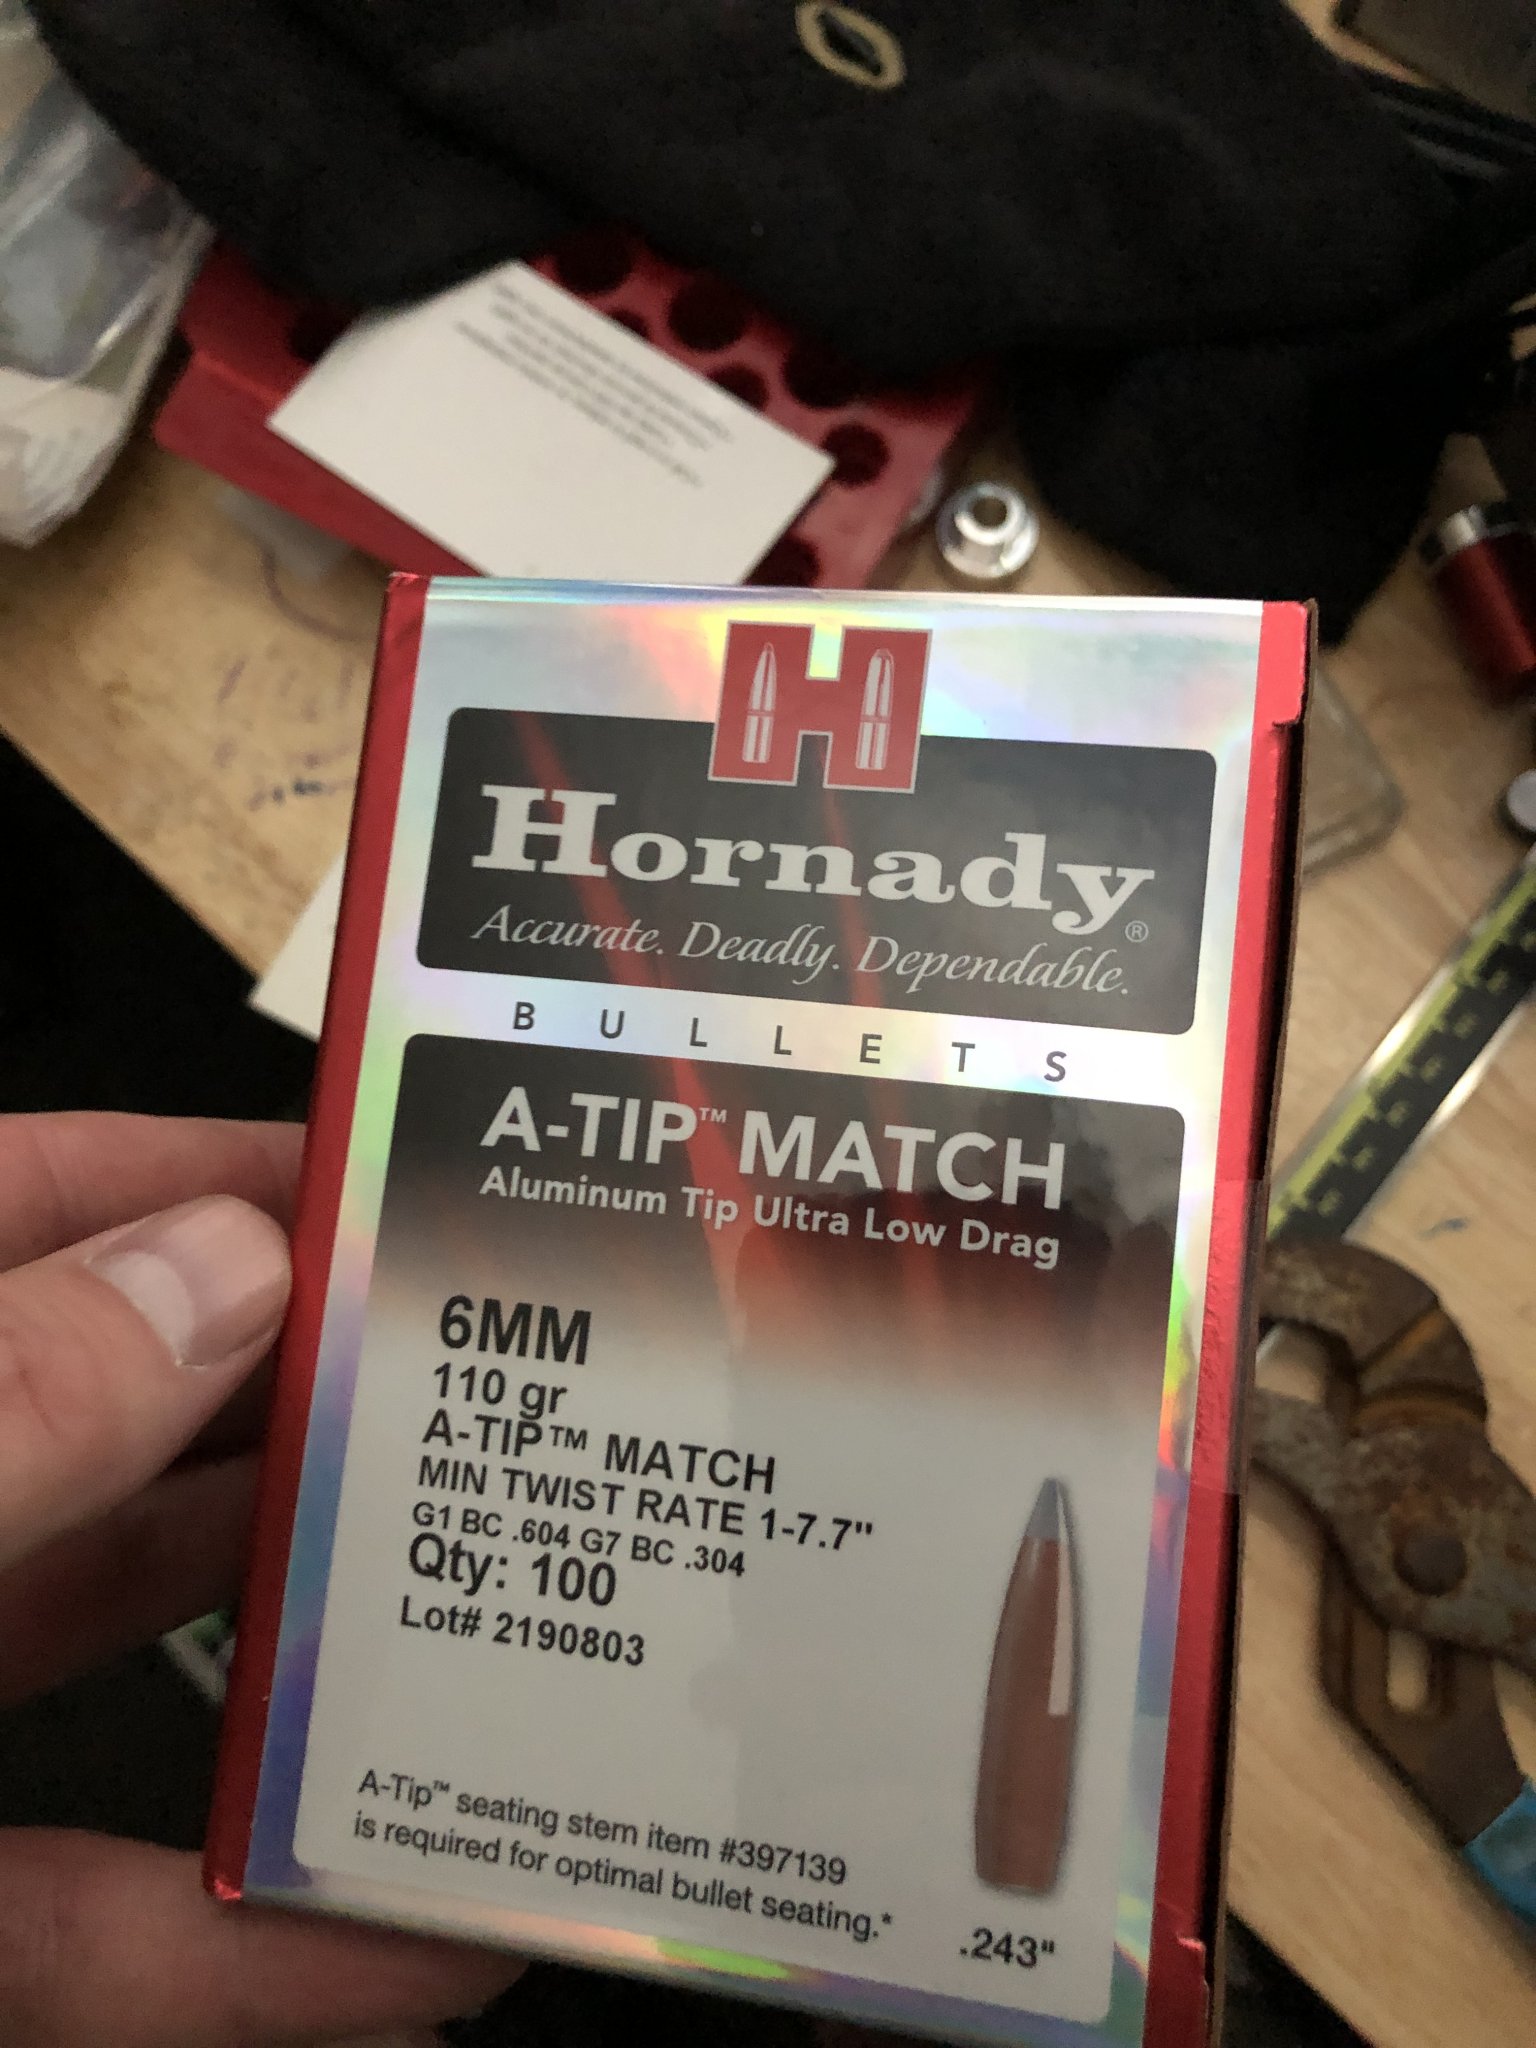 Hornady®
Accurate. Deadly. Dependable.
BULLETS
A-TIP™ MATCH
Aluminum Tip Ultra Low Drag
6MM
110 gr
A-TIP™ MATCH
MIN TWIST RATE 1-7.7"
G1 BC .604 G7 BC .304
Qty: 100
Lot# 2190803
A-Tip™ seating stem item #397139
is required for optimal bullet seating.*
.243"